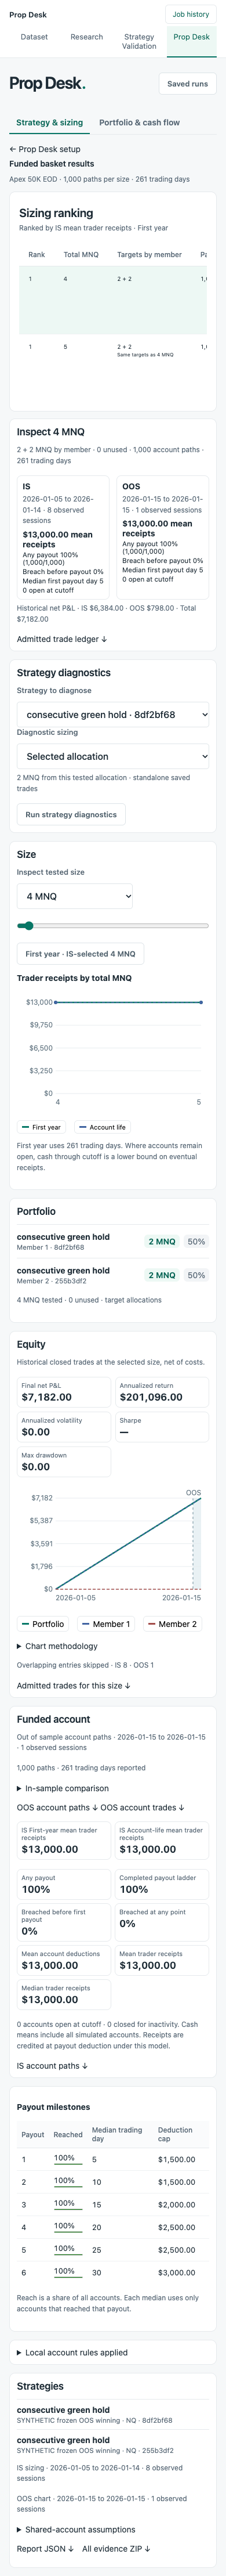 Prop Desk
Job history
Dataset
Research
Strategy
Validation
Prop Desk
Prop Desk.
Saved runs
Strategy & sizing
Portfolio & cash flow
← Prop Desk setup
Funded basket results
Apex 50K EOD · 1,000 paths per size · 261 trading days
Sizing ranking
Ranked by IS mean trader receipts · First year
Rank
Total MNQ
Targets by member
1
4
2 + 2
1
5
2 + 2
Same targets as 4 MNQ
Inspect 4 MNQ
2 + 2 MNQ by member · 0 unused · 1,000 account paths ·
261 trading days
IS
2026-01-05 to 2026-
01-14 · 8 observed
sessions
$13,000.00 mean
receipts
Any payout 100%
(1,000/1,000)
Breach before payout 0%
Median first payout day 5
0 open at cutoff
OOS
2026-01-15 to 2026-01-
15 · 1 observed
sessions
$13,000.00 mean
receipts
Any payout 100%
(1,000/1,000)
Breach before payout 0%
Median first payout day 5
0 open at cutoff
Historical net P&L · IS $6,384.00 · OOS $798.00 · Total
$7,182.00
Admitted trade ledger ↓
Strategy diagnostics
Strategy to diagnose
consecutive green hold · 8df2bf68
Diagnostic sizing
Selected allocation
2 MNQ from this tested allocation · standalone saved
trades
Run strategy diagnostics
Size
Inspect tested size
4 MNQ
First year · IS-selected 4 MNQ
Trader receipts by total MNQ
$13,000
$9,750
$6,500
$3,250
$0
4
5
First year
Account life
First year uses 261 trading days. Where accounts remain
open, cash through cutoff is a lower bound on eventual
receipts.
Portfolio
consecutive green hold
Member 1 · 8df2bf68
2 MNQ
50%
consecutive green hold
Member 2 · 255b3df2
2 MNQ
50%
4 MNQ tested · 0 unused · target allocations
Equity
Historical closed trades at the selected size, net of costs.
Final net P&L
$7,182.00
Annualized return
$201,096.00
Annualized volatility
$0.00
Sharpe
—
Max drawdown
$0.00
OOS
$7,182
$5,387
$3,591
$1,796
$0
2026-01-05
2026-01-15
Portfolio
Member 1
Member 2
▶ Chart methodology
Overlapping entries skipped · IS 8 · OOS 1
Admitted trades for this size ↓
Funded account
Out of sample account paths · 2026-01-15 to 2026-01-15
· 1 observed sessions
1,000 paths · 261 trading days reported
▶ In-sample comparison
OOS account paths ↓ OOS account trades ↓
IS First-year mean trader
receipts
$13,000.00
IS Account-life mean trader
receipts
$13,000.00
Any payout
100%
Completed payout ladder
100%
Breached before first
payout
0%
Breached at any point
0%
Mean account deductions
$13,000.00
Mean trader receipts
$13,000.00
Median trader receipts
$13,000.00
0 accounts open at cutoff · 0 closed for inactivity. Cash
means include all simulated accounts. Receipts are
credited at payout deduction under this model.
IS account paths ↓
Payout milestones
Payout
Reached
Median trading
day
Deduction
cap
1
100%
5
$1,500.00
2
100%
10
$1,500.00
3
100%
15
$2,000.00
4
100%
20
$2,500.00
5
100%
25
$2,500.00
6
100%
30
$3,000.00
Reach is a share of all accounts. Each median uses only
accounts that reached that payout.
▶ Local account rules applied
Strategies
consecutive green hold
SYNTHETIC frozen OOS winning · NQ · 8df2bf68
consecutive green hold
SYNTHETIC frozen OOS winning · NQ · 255b3df2
IS sizing · 2026-01-05 to 2026-01-14 · 8 observed
sessions
OOS chart · 2026-01-15 to 2026-01-15 · 1 observed
sessions
▶ Shared-account assumptions
Report JSON ↓ All evidence ZIP ↓